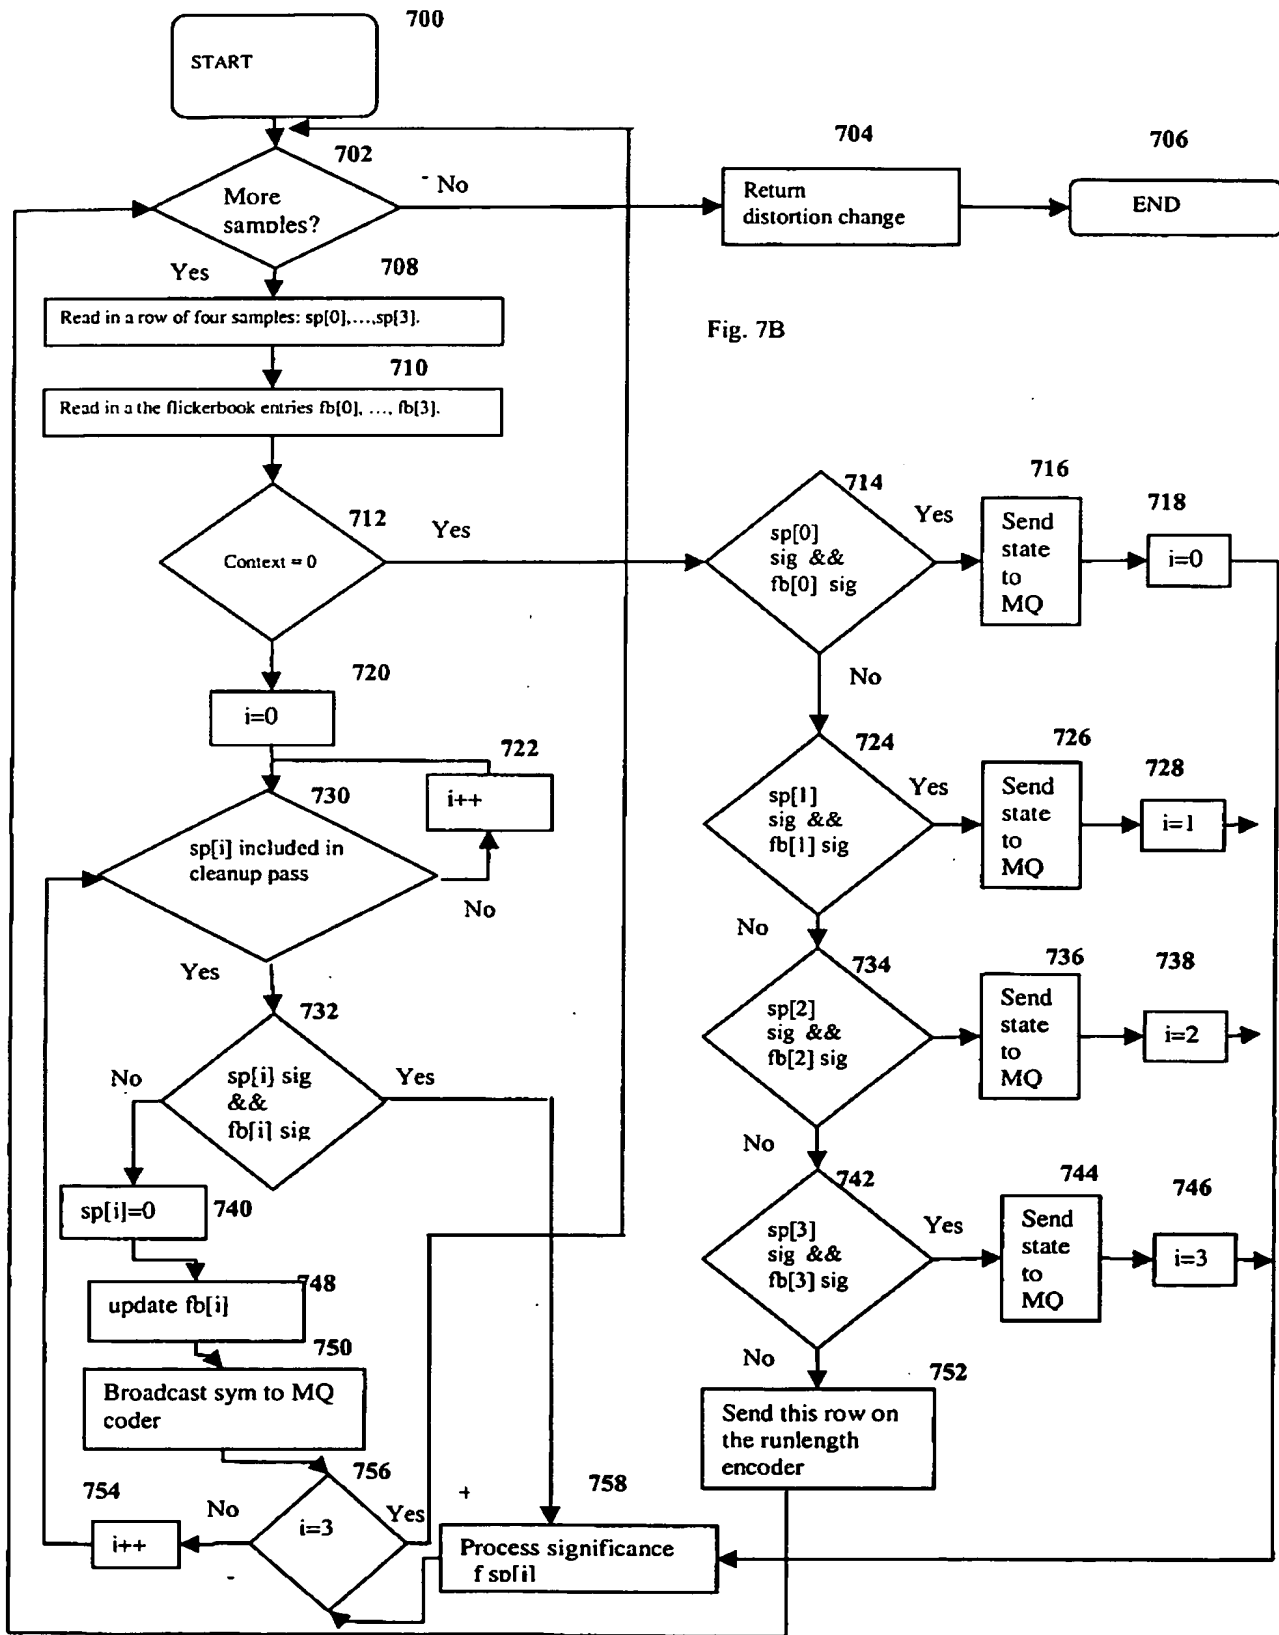 700
START
702
More
samples?
No
704
Return
distortion change
706
END
Yes
708
Read in a row of four samples: sp[0],...,sp[3].
Fig. 7B
710
Read in a the flickerbook entries fb[0], ..., fb[3].
712
Context = 0
Yes
714
sp[0]
sig &&
fb[0] sig
Yes
716
Send
state
to
MQ
718
i=0
No
720
i=0
722
i++
730
sp[i] included in
cleanup pass
No
Yes
724
sp[1]
sig &&
fb[1] sig
Yes
726
Send
state
to
MQ
728
i=1
No
734
sp[2]
sig &&
fb[2] sig
736
Send
state
to
MQ
738
i=2
No
732
sp[i] sig
&&
fb[i] sig
No
Yes
740
sp[i]=0
742
sp[3]
sig &&
fb[3] sig
Yes
744
Send
state
to
MQ
746
i=3
No
748
update fb[i]
750
Broadcast sym to MQ
coder
752
Send this row on
the runlength
encoder
754
i++
No
756
i=3
Yes
758
Process significance
f sp[i]